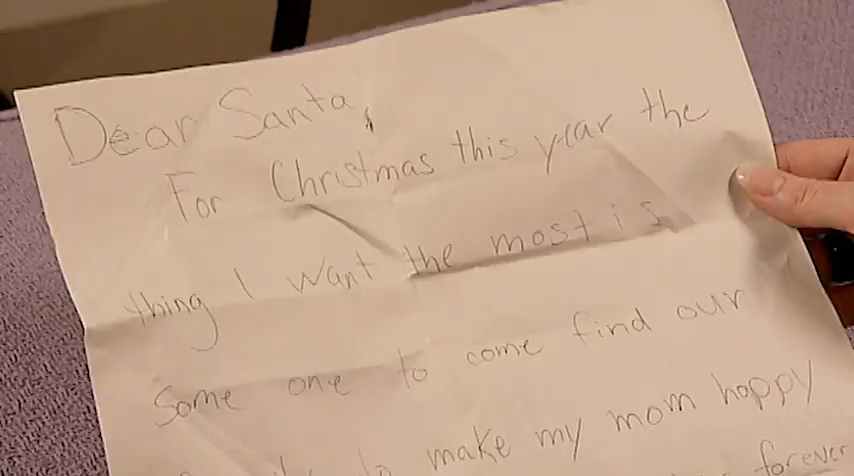 Dear Santa,
For Christmas this year the
thing I want the most is
Some one to come find our
to make my mom happy
forever